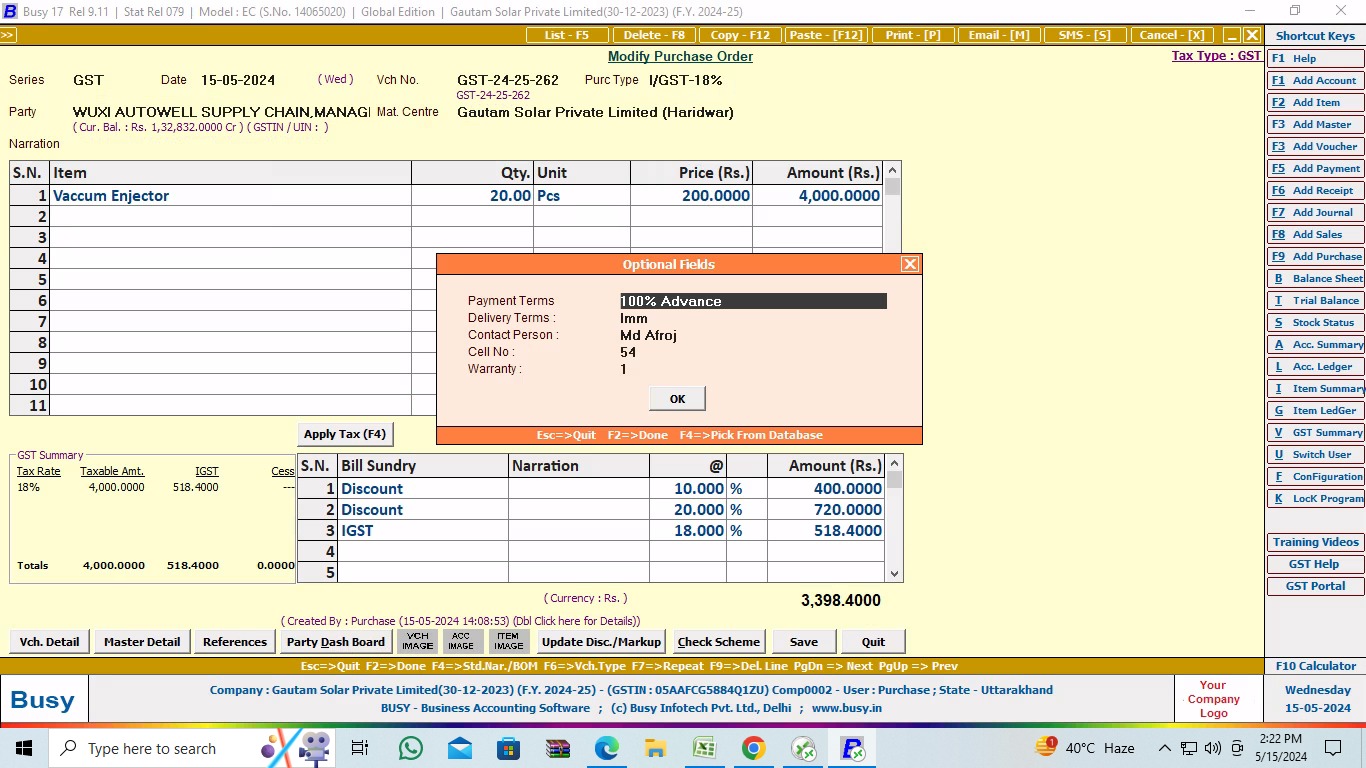 Busy 17 Rel 9.11 | Stat Rel 079 | Model : EC (S.No. 14065020) | Global Edition | Gautam Solar Private Limited(30-12-2023) (F.Y. 2024-25)
>> List - F5 Delete - F8 Copy - F12 Paste - [F12] Print - [P] Email - [M] SMS - [S] Cancel - [X] Shortcut Keys
Modify Purchase Order Tax Type : GST
Series GST Date 15-05-2024 ( Wed ) Vch No. GST-24-25-262 Purc Type I/GST-18%
GST-24-25-262
Party WUXI AUTOWELL SUPPLY CHAIN,MANAG Mat. Centre Gautam Solar Private Limited (Haridwar)
( Cur. Bal. : Rs. 1,32,832.0000 Cr ) ( GSTIN / UIN : )
Narration
S.N. Item Qty. Unit Price (Rs.) Amount (Rs.)
1 Vaccum Enjector 20.00 Pcs 200.0000 4,000.0000
2
3
4
5
6
7
8
9
10
11
Optional Fields
Payment Terms 100% Advance
Delivery Terms : Imm
Contact Person : Md Afroj
Cell No : 54
Warranty : 1
OK
Esc=>Quit F2=>Done F4=>Pick From Database
Apply Tax (F4)
GST Summary
Tax Rate Taxable Amt. IGST Cess
18% 4,000.0000 518.4000 ---
Totals 4,000.0000 518.4000 0.0000
S.N. Bill Sundry Narration @ Amount (Rs.)
1 Discount 10.000 % 400.0000
2 Discount 20.000 % 720.0000
3 IGST 18.000 % 518.4000
4
5
( Currency : Rs. ) 3,398.4000
( Created By : Purchase (15-05-2024 14:08:53) (Dbl Click here for Details))
Vch. Detail Master Detail References Party Dash Board VCH IMAGE ACC IMAGE ITEM IMAGE Update Disc./Markup Check Scheme Save Quit
Esc=>Quit F2=>Done F4=>Std.Nar./BOM F6=>Vch.Type F7=>Repeat F9=>Del. Line PgDn => Next PgUp => Prev
F1 Help
F1 Add Account
F2 Add Item
F3 Add Master
F3 Add Voucher
F5 Add Payment
F6 Add Receipt
F7 Add Journal
F8 Add Sales
F9 Add Purchase
B Balance Sheet
T Trial Balance
S Stock Status
A Acc. Summary
L Acc. Ledger
I Item Summar
G Item LedGer
V GST Summary
U Switch User
F ConFiguration
K LocK Program
Training Videos
GST Help
GST Portal
F10 Calculator
Busy
Company : Gautam Solar Private Limited(30-12-2023) (F.Y. 2024-25) - (GSTIN : 05AAFCG5884Q1ZU) Comp0002 - User : Purchase ; State - Uttarakhand
BUSY - Business Accounting Software ; (c) Busy Infotech Pvt. Ltd., Delhi ; www.busy.in
Your
Company
Logo
Wednesday
15-05-2024
Type here to search
1 40°C Haze
2:22 PM
5/15/2024